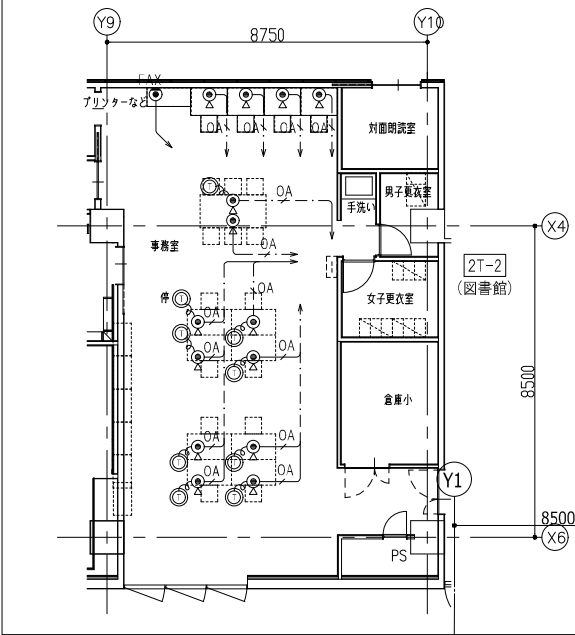 Y9
Y10
8750
FAX
プリンターなど
OA
OA
OA
OA
対面朗読室
T
OA
手洗い
男子更衣室
X4
事務室
OA
2T-2
(図書館)
停
T
OA
女子更衣室
T
OA
T
OA
OA
T
8500
倉庫小
OA
OA
T
T
Y1
OA
OA
T
T
8500
X6
PS